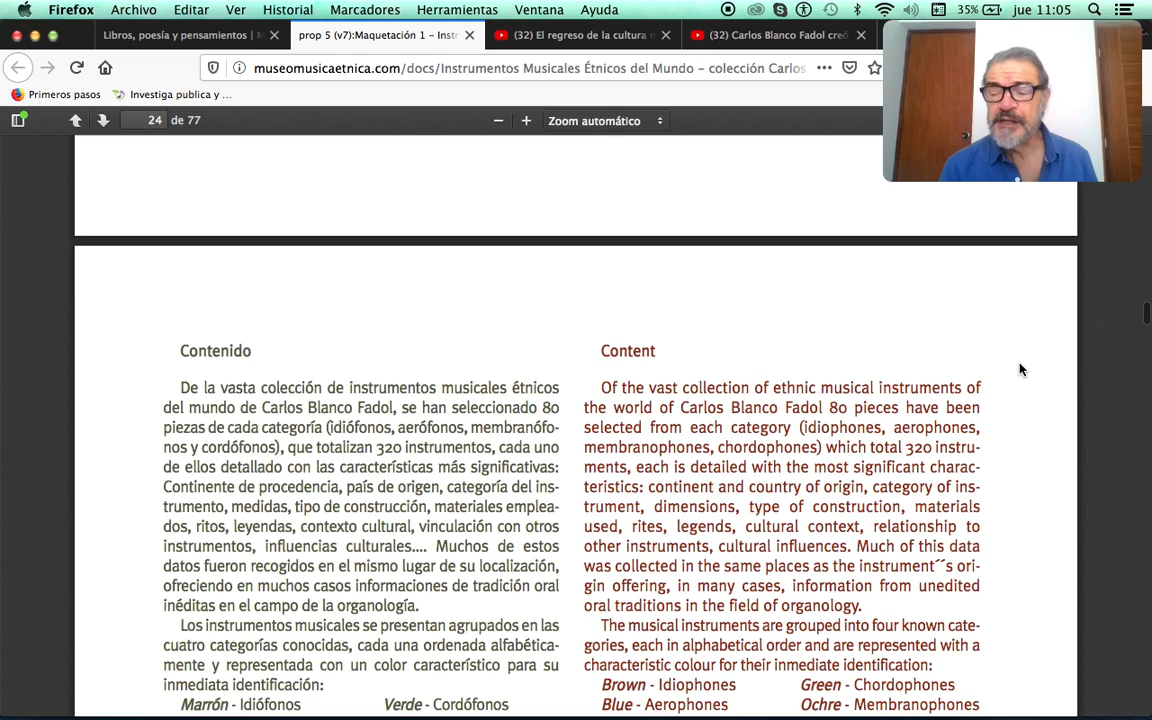 Firefox Archivo Editar Ver Historial Marcadores Herramientas Ventana Ayuda 35% jue 11:05
Libros, poesía y pensamientos | M
prop 5 (v7):Maquetación 1 – Instr
(32) El regreso de la cultura n
(32) Carlos Blanco Fadol creó
museomusicaetnica.com/docs/Instrumentos Musicales Étnicos del Mundo – colección Carlos
Primeros pasos Investiga publica y ...
24 de 77 Zoom automático
Contenido
De la vasta colección de instrumentos musicales étnicos
del mundo de Carlos Blanco Fadol, se han seleccionado 80
piezas de cada categoría (idiófonos, aerófonos, membranófo-
nos y cordófonos), que totalizan 320 instrumentos, cada uno
de ellos detallado con las características más significativas:
Continente de procedencia, país de origen, categoría del ins-
trumento, medidas, tipo de construcción, materiales emplea-
dos, ritos, leyendas, contexto cultural, vinculación con otros
instrumentos, influencias culturales.... Muchos de estos
datos fueron recogidos en el mismo lugar de su localización,
ofreciendo en muchos casos informaciones de tradición oral
inéditas en el campo de la organología.
Los instrumentos musicales se presentan agrupados en las
cuatro categorías conocidas, cada una ordenada alfabética-
mente y representada con un color característico para su
inmediata identificación:
Marrón - Idiófonos Verde - Cordófonos
Content
Of the vast collection of ethnic musical instruments of
the world of Carlos Blanco Fadol 80 pieces have been
selected from each category (idiophones, aerophones,
membranophones, chordophones) which total 320 instru-
ments, each is detailed with the most significant charac-
teristics: continent and country of origin, category of ins-
trument, dimensions, type of construction, materials
used, rites, legends, cultural context, relationship to
other instruments, cultural influences. Much of this data
was collected in the same places as the instrument´´s ori-
gin offering, in many cases, information from unedited
oral traditions in the field of organology.
The musical instruments are grouped into four known cate-
gories, each in alphabetical order and are represented with a
characteristic colour for their inmediate identification:
Brown - Idiophones Green - Chordophones
Blue - Aerophones Ochre - Membranophones